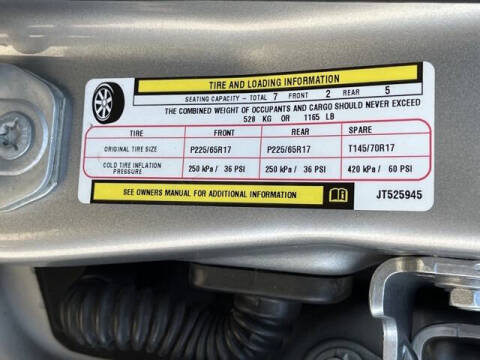 TIRE AND LOADING INFORMATION
SEATING CAPACITY - TOTAL 7 FRONT 2 REAR 5
THE COMBINED WEIGHT OF OCCUPANTS AND CARGO SHOULD NEVER EXCEED
528 KG OR 1165 LB
TIRE FRONT REAR SPARE
ORIGINAL TIRE SIZE P225/65R17 P225/65R17 T145/70R17
COLD TIRE INFLATION PRESSURE 250 kPa / 36 PSI 250 kPa / 36 PSI 420 kPa / 60 PSI
SEE OWNERS MANUAL FOR ADDITIONAL INFORMATION JT525945